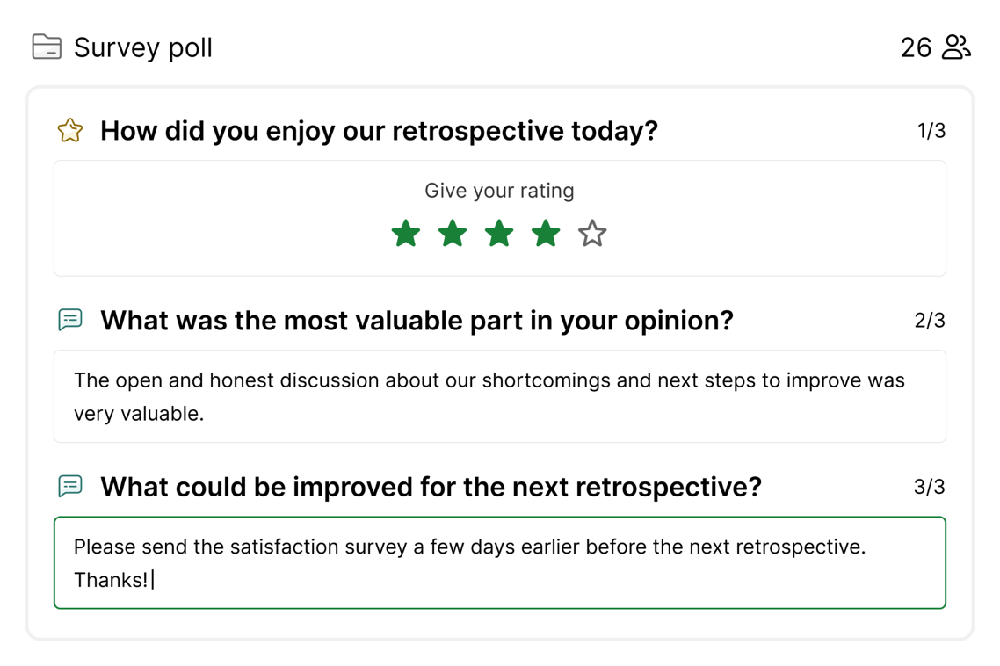 Survey poll
26
How did you enjoy our retrospective today?
1/3
Give your rating
What was the most valuable part in your opinion?
2/3
The open and honest discussion about our shortcomings and next steps to improve was
very valuable.
What could be improved for the next retrospective?
3/3
Please send the satisfaction survey a few days earlier before the next retrospective.
Thanks!